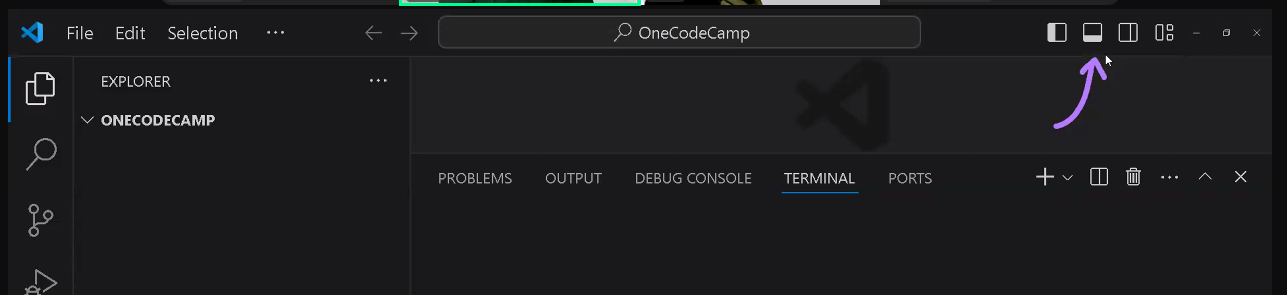 File Edit Selection ··· OneCodeCamp
EXPLORER ···
ONECODECAMP
PROBLEMS OUTPUT DEBUG CONSOLE TERMINAL PORTS ···